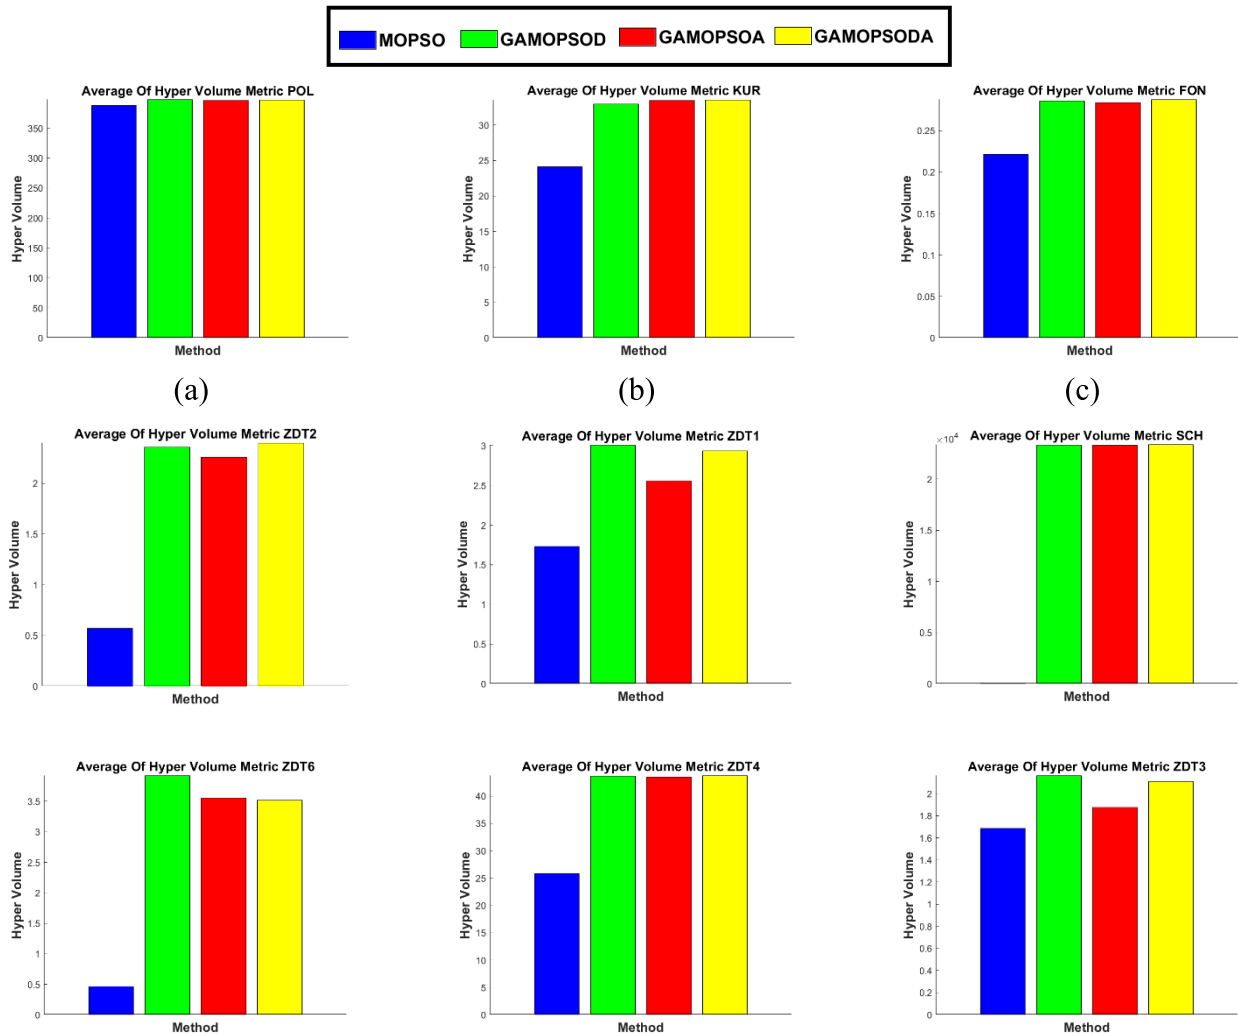 MOPSO GAMOPSOD GAMOPSOA GAMOPSODA
Average Of Hyper Volume Metric POL
350
300
250
200
150
100
50
0
Hyper Volume
Method
(a)
Average Of Hyper Volume Metric KUR
30
25
20
15
10
5
0
Hyper Volume
Method
(b)
Average Of Hyper Volume Metric FON
0.25
0.2
0.15
0.1
0.05
0
Hyper Volume
Method
(c)
Average Of Hyper Volume Metric ZDT2
2
1.5
1
0.5
0
Hyper Volume
Method
Average Of Hyper Volume Metric ZDT1
3
2.5
2
1.5
1
0.5
0
Hyper Volume
Method
Average Of Hyper Volume Metric SCH
×10^4
2
1.5
1
0.5
0
Hyper Volume
Method
Average Of Hyper Volume Metric ZDT6
3.5
3
2.5
2
1.5
1
0.5
0
Hyper Volume
Method
Average Of Hyper Volume Metric ZDT4
40
35
30
25
20
15
10
5
0
Hyper Volume
Method
Average Of Hyper Volume Metric ZDT3
2
1.8
1.6
1.4
1.2
1
0.8
0.6
0.4
0.2
0
Hyper Volume
Method